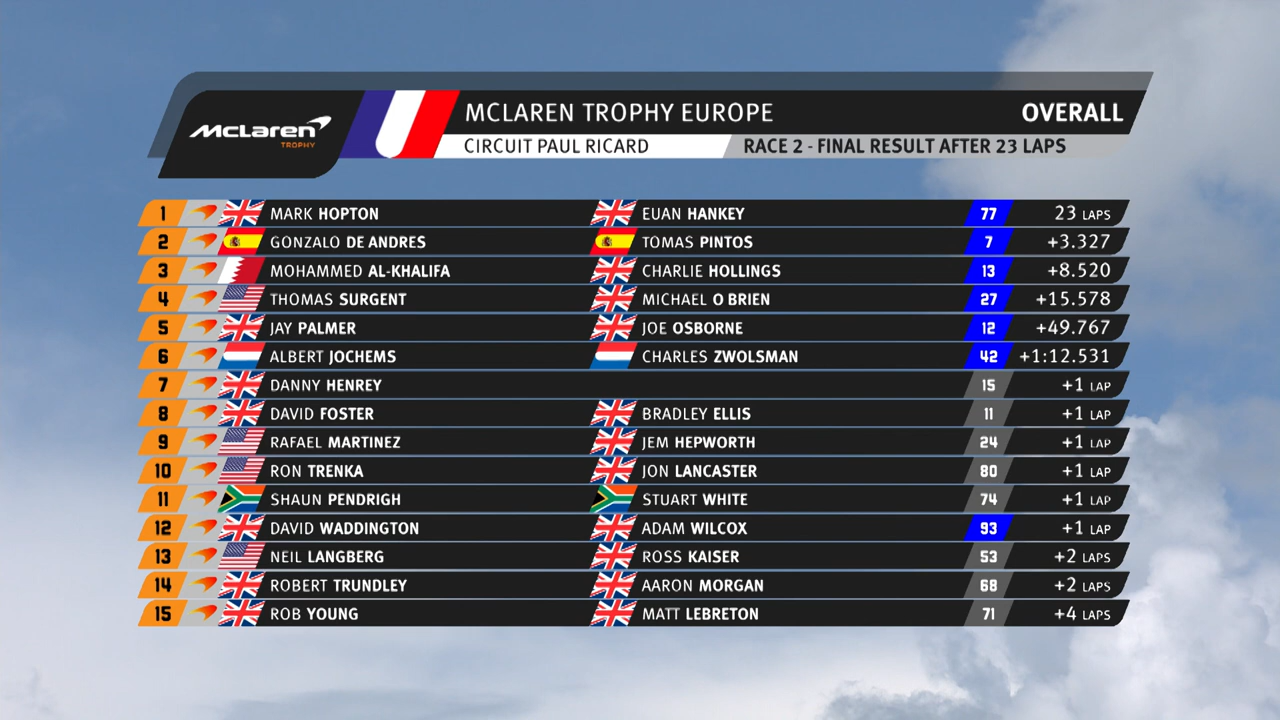 McLaren
TROPHY
MCLAREN TROPHY EUROPE OVERALL
CIRCUIT PAUL RICARD RACE 2 - FINAL RESULT AFTER 23 LAPS
1 MARK HOPTON EUAN HANKEY 77 23 LAPS
2 GONZALO DE ANDRES TOMAS PINTOS 7 +3.327
3 MOHAMMED AL-KHALIFA CHARLIE HOLLINGS 13 +8.520
4 THOMAS SURGENT MICHAEL O BRIEN 27 +15.578
5 JAY PALMER JOE OSBORNE 12 +49.767
6 ALBERT JOCHEMS CHARLES ZWOLSMAN 42 +1:12.531
7 DANNY HENREY 15 +1 LAP
8 DAVID FOSTER BRADLEY ELLIS 11 +1 LAP
9 RAFAEL MARTINEZ JEM HEPWORTH 24 +1 LAP
10 RON TRENKA JON LANCASTER 80 +1 LAP
11 SHAUN PENDRIGH STUART WHITE 74 +1 LAP
12 DAVID WADDINGTON ADAM WILCOX 93 +1 LAP
13 NEIL LANGBERG ROSS KAISER 53 +2 LAPS
14 ROBERT TRUNDLEY AARON MORGAN 68 +2 LAPS
15 ROB YOUNG MATT LEBRETON 71 +4 LAPS